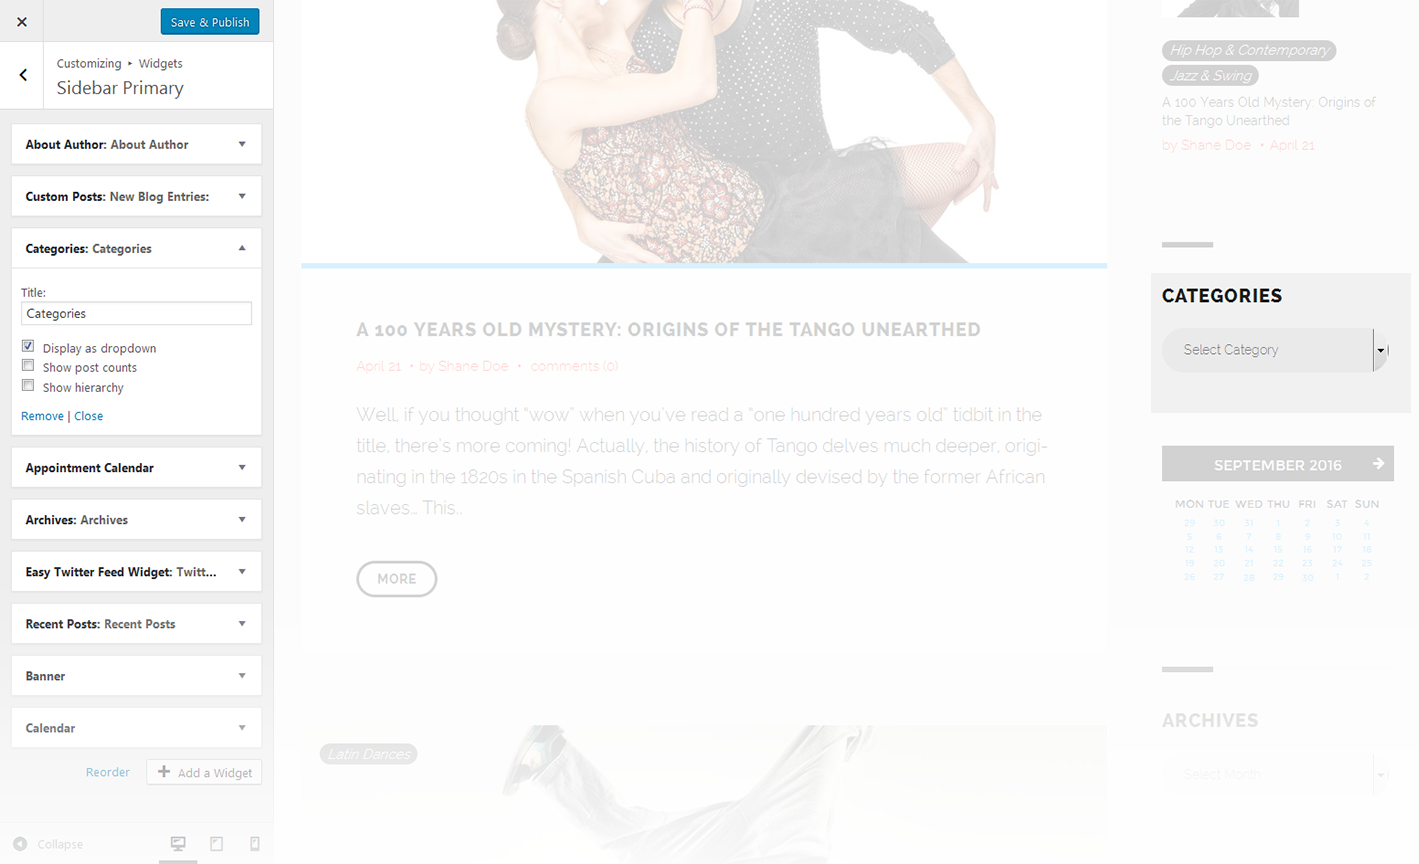 Save & Publish
Customizing ▸ Widgets
Sidebar Primary
About Author: About Author
Custom Posts: New Blog Entries:
Categories: Categories
Title:
Categories
Display as dropdown
Show post counts
Show hierarchy
Remove | Close
Appointment Calendar
Archives: Archives
Easy Twitter Feed Widget: Twitt...
Recent Posts: Recent Posts
Banner
Calendar
Reorder
Add a Widget
Collapse
A 100 YEARS OLD MYSTERY: ORIGINS OF THE TANGO UNEARTHED
April 21 • by Shane Doe • comments (0)
Well, if you thought “wow” when you’ve read a “one hundred years old” tidbit in the
title, there’s more coming! Actually, the history of Tango delves much deeper, origi-
nating in the 1820s in the Spanish Cuba and originally devised by the former African
slaves… This..
MORE
Latin Dances
Hip Hop & Contemporary
Jazz & Swing
A 100 Years Old Mystery: Origins of
the Tango Unearthed
by Shane Doe • April 21
CATEGORIES
Select Category
SEPTEMBER 2016
MON TUE WED THU FRI SAT SUN
29 30 31 1 2 3 4
5 6 7 8 9 10 11
12 13 14 15 16 17 18
19 20 21 22 23 24 25
26 27 28 29 30 1 2
ARCHIVES
Select Month